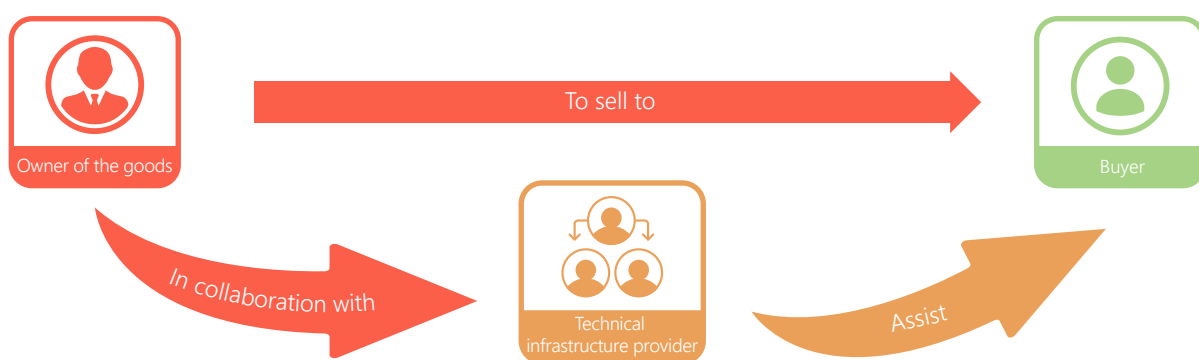 To sell to
Owner of the goods
Buyer
In collaboration with
Technical
infrastructure provider
Assist